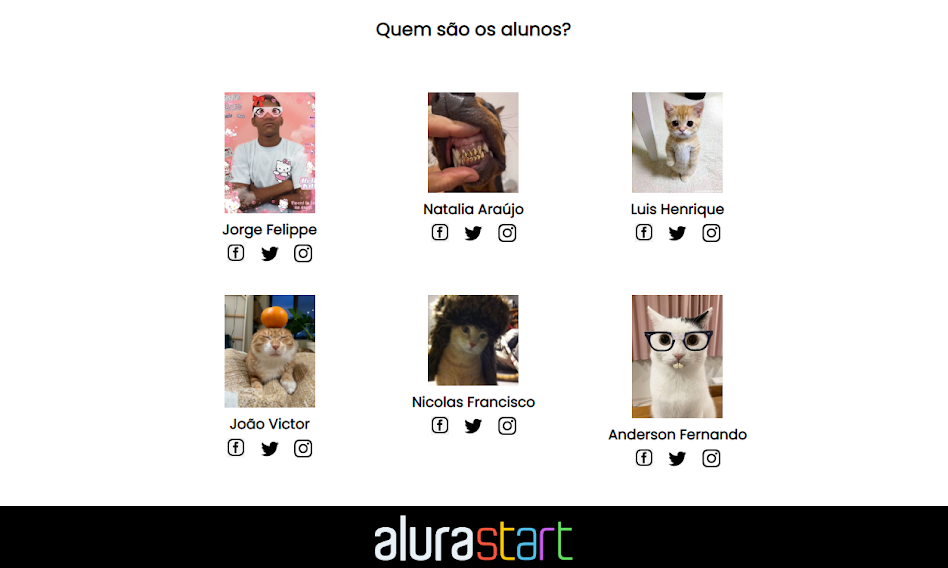 Quem são os alunos?
Jorge Felippe
Natalia Araújo
Luis Henrique
João Victor
Nicolas Francisco
Anderson Fernando
alurastart